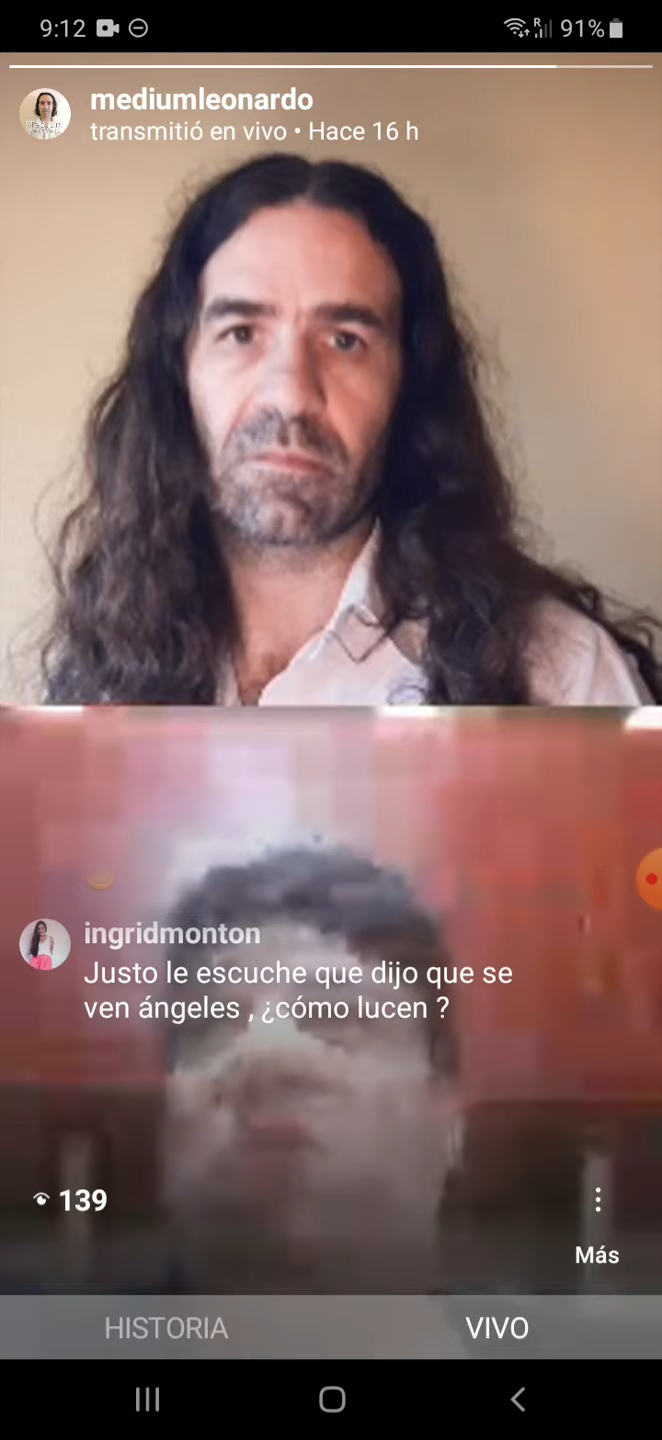 9:12
R
91%
mediumleonardo
transmitió en vivo • Hace 16 h
ingridmonton
Justo le escuche que dijo que se
ven ángeles , ¿cómo lucen ?
139
Más
HISTORIA
VIVO